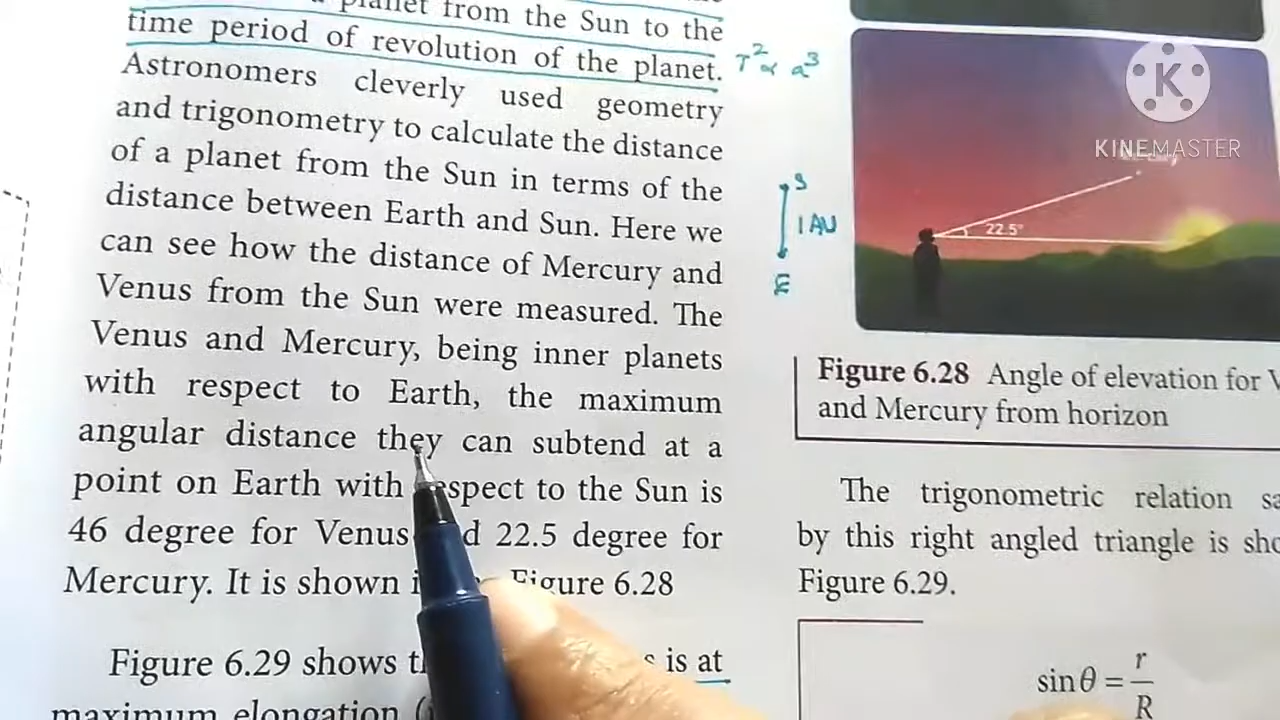 planet from the Sun to the
time period of revolution of the planet.
T² ∝ a³
Astronomers cleverly used geometry
and trigonometry to calculate the distance
of a planet from the Sun in terms of the
distance between Earth and Sun. Here we
can see how the distance of Mercury and
Venus from the Sun were measured. The
Venus and Mercury, being inner planets
with respect to Earth, the maximum
angular distance they can subtend at a
point on Earth with respect to the Sun is
46 degree for Venus 22.5 degree for
Mercury. It is shown Figure 6.28
Figure 6.29 shows is at
maximum elongation
S
1 AU
E
K
KINEMASTER
22.5°
Figure 6.28 Angle of elevation for V
and Mercury from horizon
The trigonometric relation sa
by this right angled triangle is sho
Figure 6.29.
sin θ = r
R